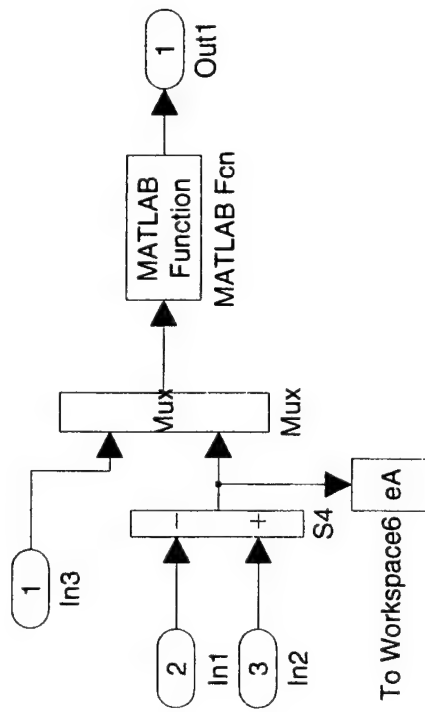 1
In3
2
In1
3
In2
−
+
S4
To Workspace6
eA
Mux
Mux
MATLAB
Function
MATLAB Fcn
1
Out1